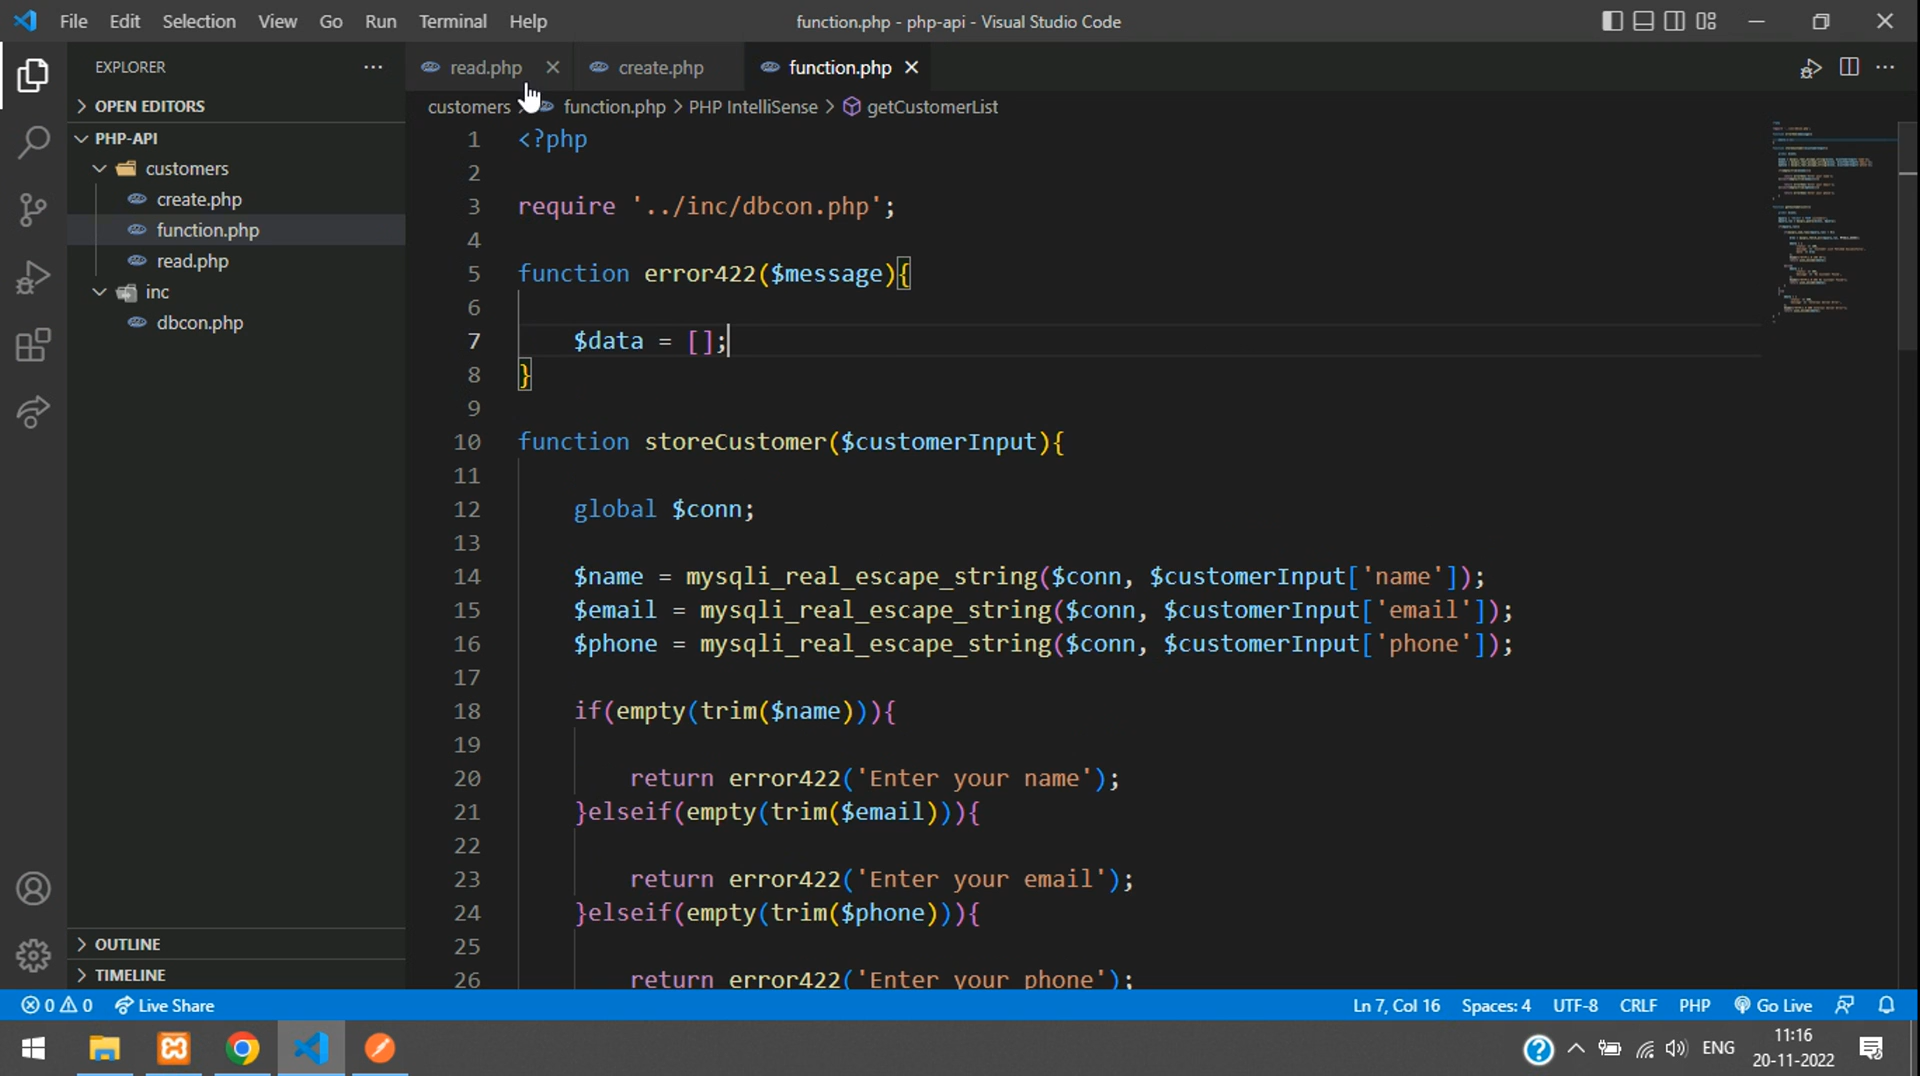 File Edit Selection View Go Run Terminal Help function.php - php-api - Visual Studio Code
EXPLORER
read.php create.php function.php
OPEN EDITORS
customers > function.php > PHP IntelliSense > getCustomerList
PHP-API
customers
create.php
function.php
read.php
inc
dbcon.php
OUTLINE
TIMELINE
1 <?php
2
3 require '../inc/dbcon.php';
4
5 function error422($message){
6
7 $data = [];
8 }
9
10 function storeCustomer($customerInput){
11
12 global $conn;
13
14 $name = mysqli_real_escape_string($conn, $customerInput['name']);
15 $email = mysqli_real_escape_string($conn, $customerInput['email']);
16 $phone = mysqli_real_escape_string($conn, $customerInput['phone']);
17
18 if(empty(trim($name))){
19
20 return error422('Enter your name');
21 }elseif(empty(trim($email))){
22
23 return error422('Enter your email');
24 }elseif(empty(trim($phone))){
25
26 return error422('Enter your phone');
0 0 Live Share Ln 7, Col 16 Spaces: 4 UTF-8 CRLF PHP Go Live
ENG 11:16
20-11-2022